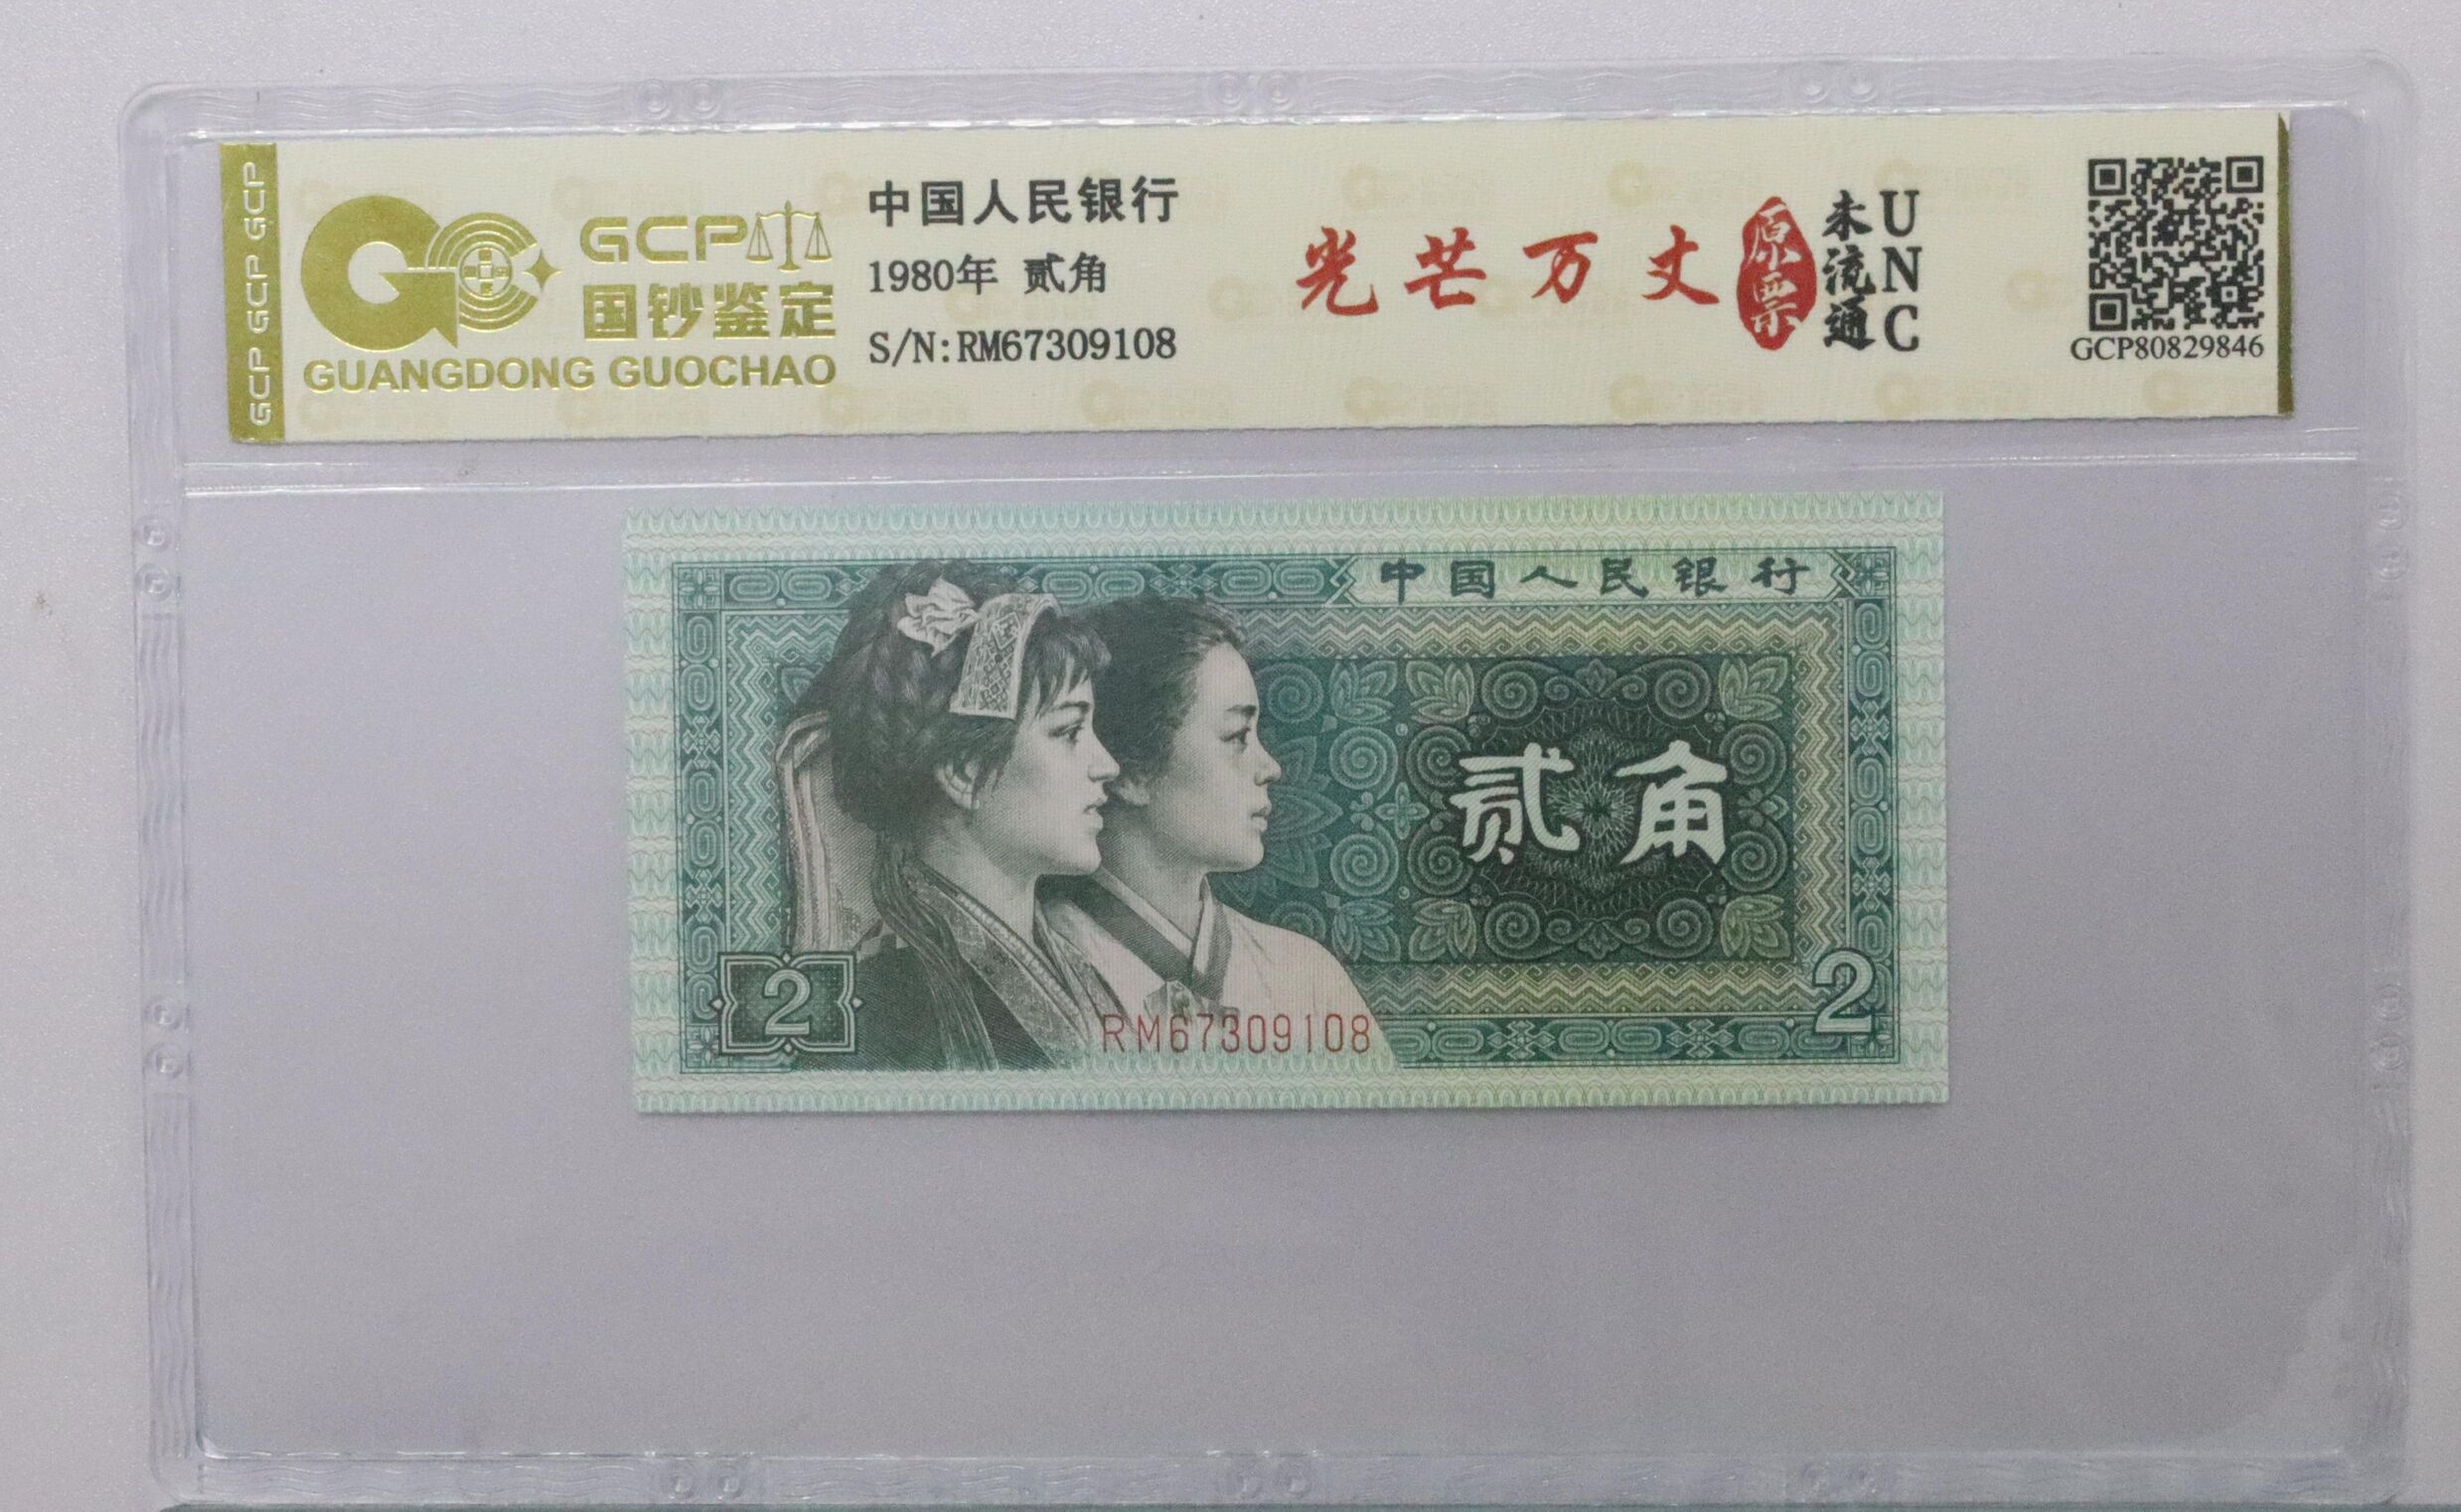 GCP GCP GCP
GCP
国钞鉴定
GUANGDONG GUOCHAO
中国人民银行
1980年 贰角
S/N:RM67309108
光芒万丈
原票
未流通
UNC
GCP80829846
中国人民银行
贰角
2
2
RM67309108